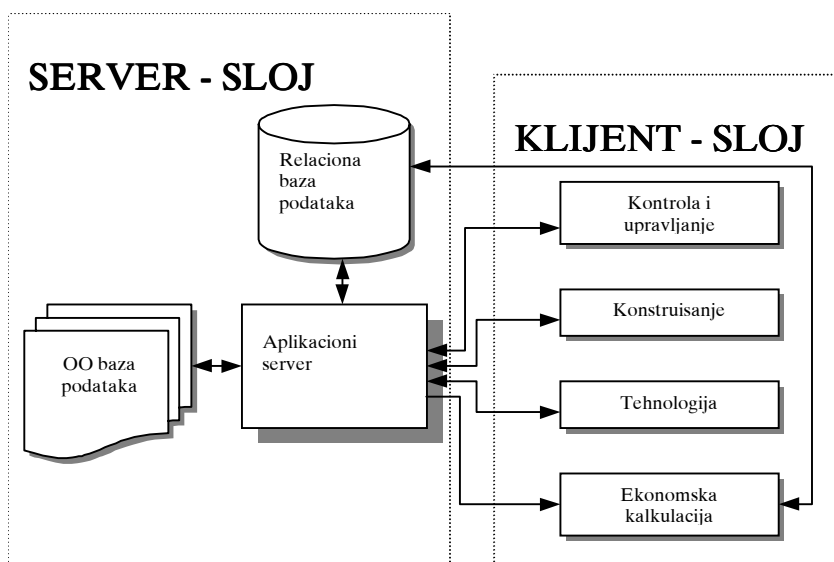 SERVER - SLOJ
KLIJENT - SLOJ
Relaciona
baza
podataka
Kontrola i
upravljanje
Konstruisanje
Aplikacioni
server
OO baza
podataka
Tehnologija
Ekonomska
kalkulacija